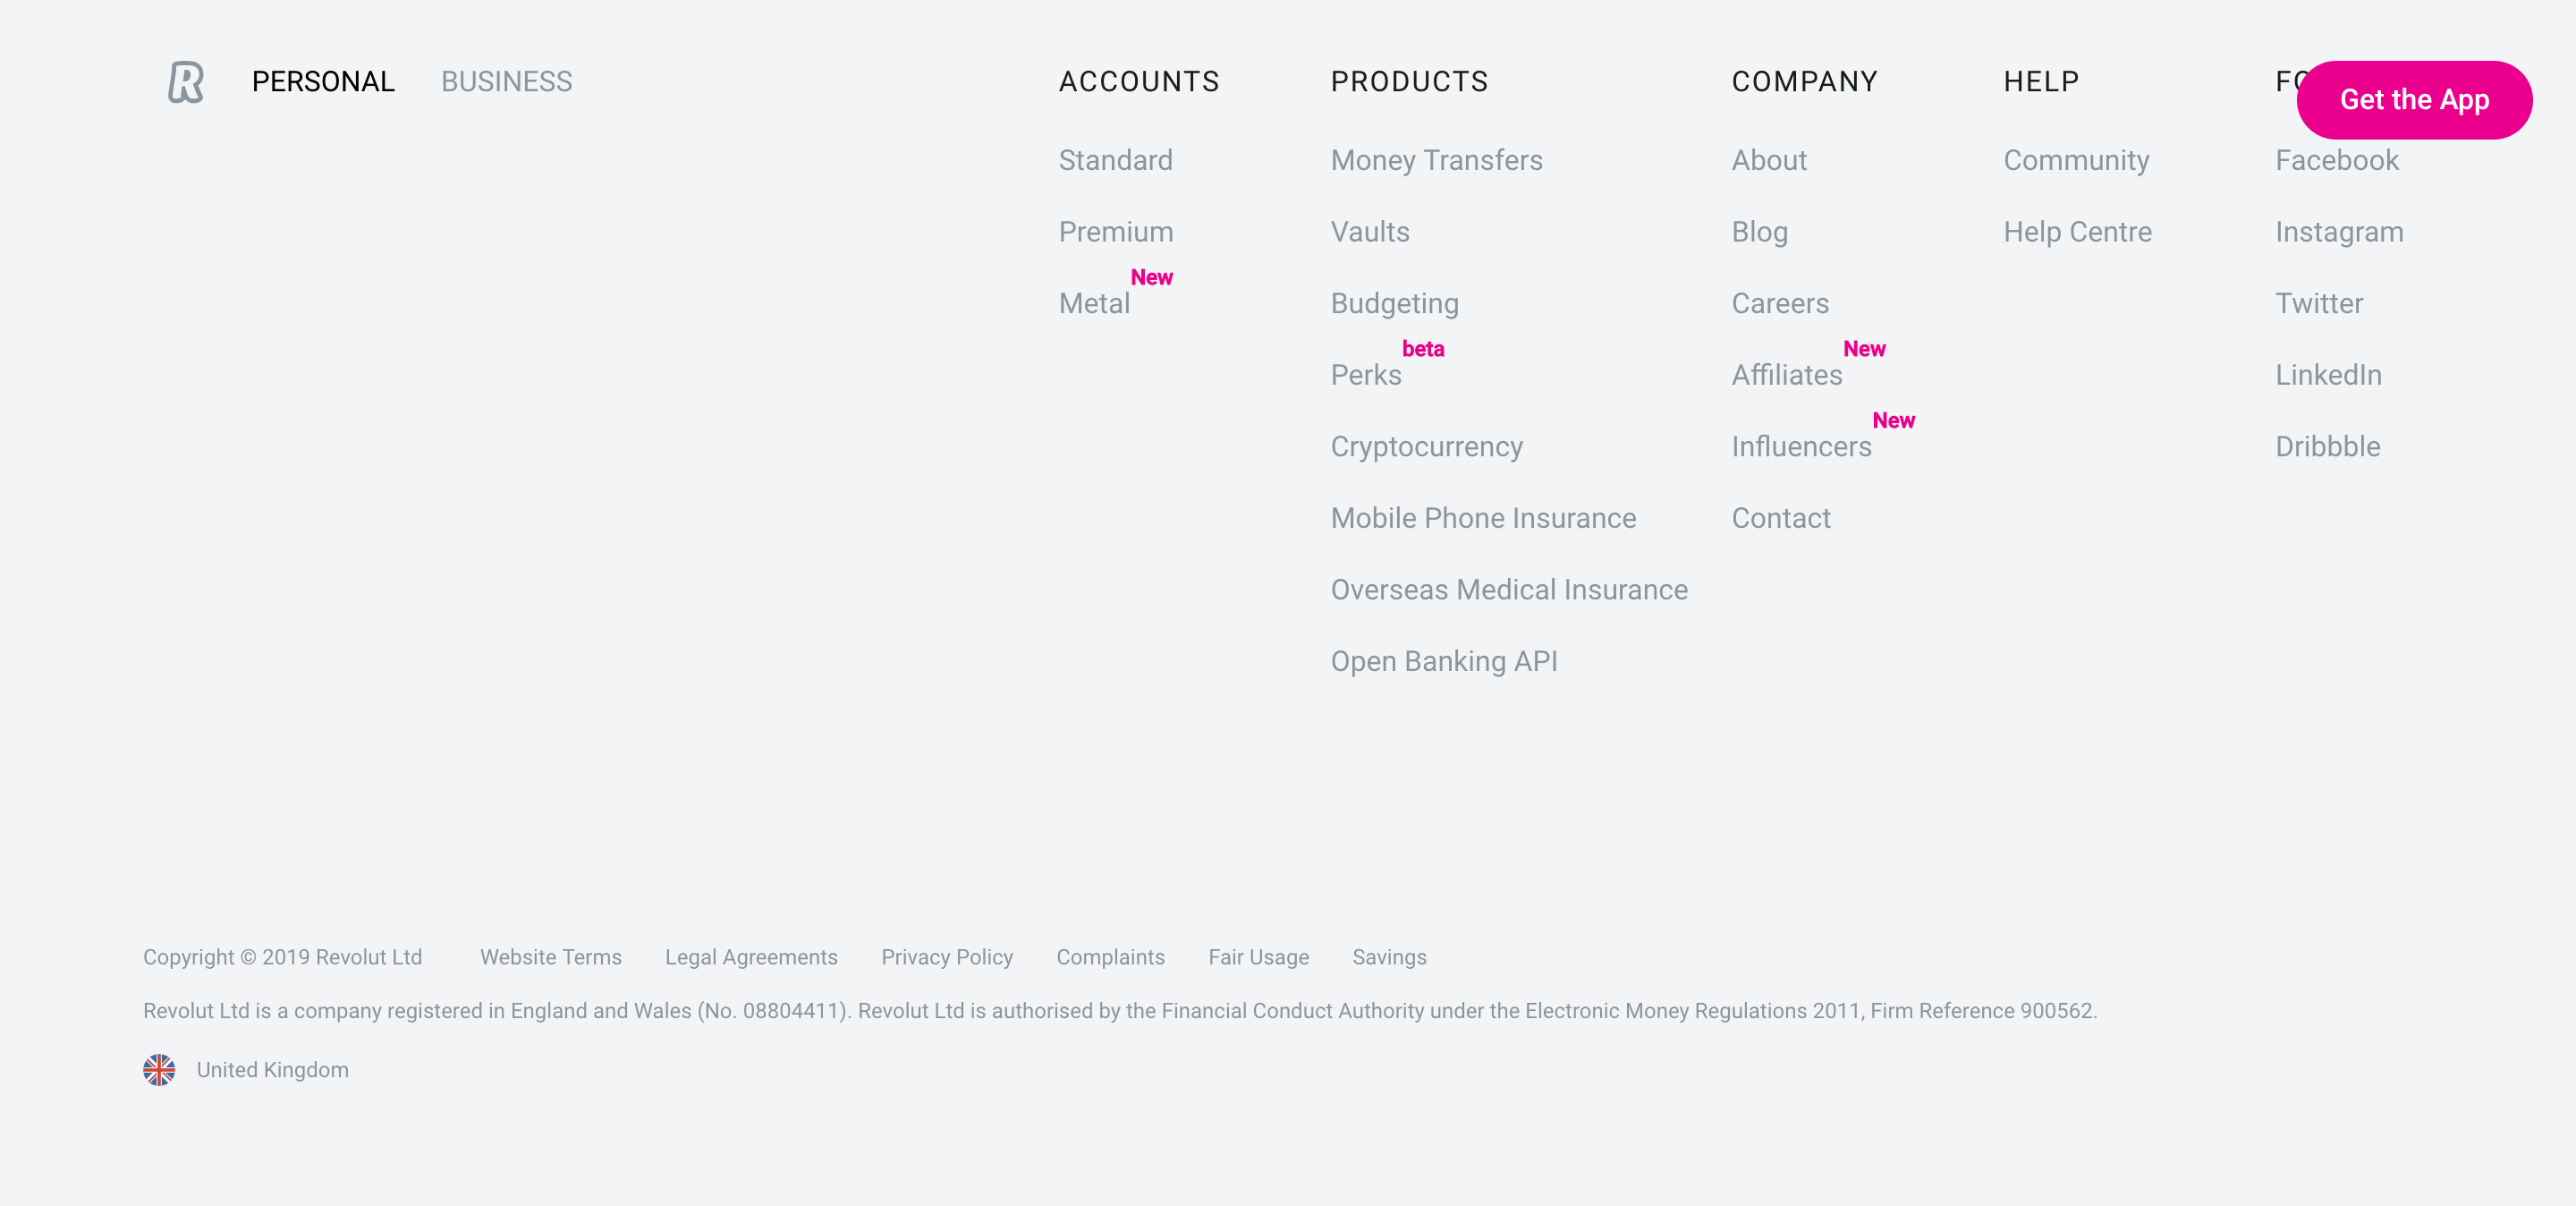 R PERSONAL BUSINESS
ACCOUNTS
Standard
Premium
Metal New
PRODUCTS
Money Transfers
Vaults
Budgeting
Perks beta
Cryptocurrency
Mobile Phone Insurance
Overseas Medical Insurance
Open Banking API
COMPANY
About
Blog
Careers
Affiliates New
Influencers New
Contact
HELP
Community
Help Centre
Get the App
Facebook
Instagram
Twitter
LinkedIn
Dribbble
Copyright © 2019 Revolut Ltd Website Terms Legal Agreements Privacy Policy Complaints Fair Usage Savings
Revolut Ltd is a company registered in England and Wales (No. 08804411). Revolut Ltd is authorised by the Financial Conduct Authority under the Electronic Money Regulations 2011, Firm Reference 900562.
United Kingdom